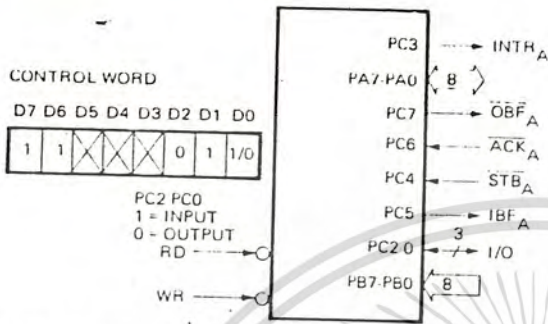 CONTROL WORD
D7 D6 D5 D4 D3 D2 D1 D0
1 1 X X X 0 1 1/0
PC2 PC0
1 = INPUT
0 = OUTPUT
RD
WR
PC3 INTRA
PA7-PA0 8
PC7 OBFA
PC6 ACKA
PC4 STBA
PC5 IBFA
PC2-0 3 I/O
PB7-PB0 8